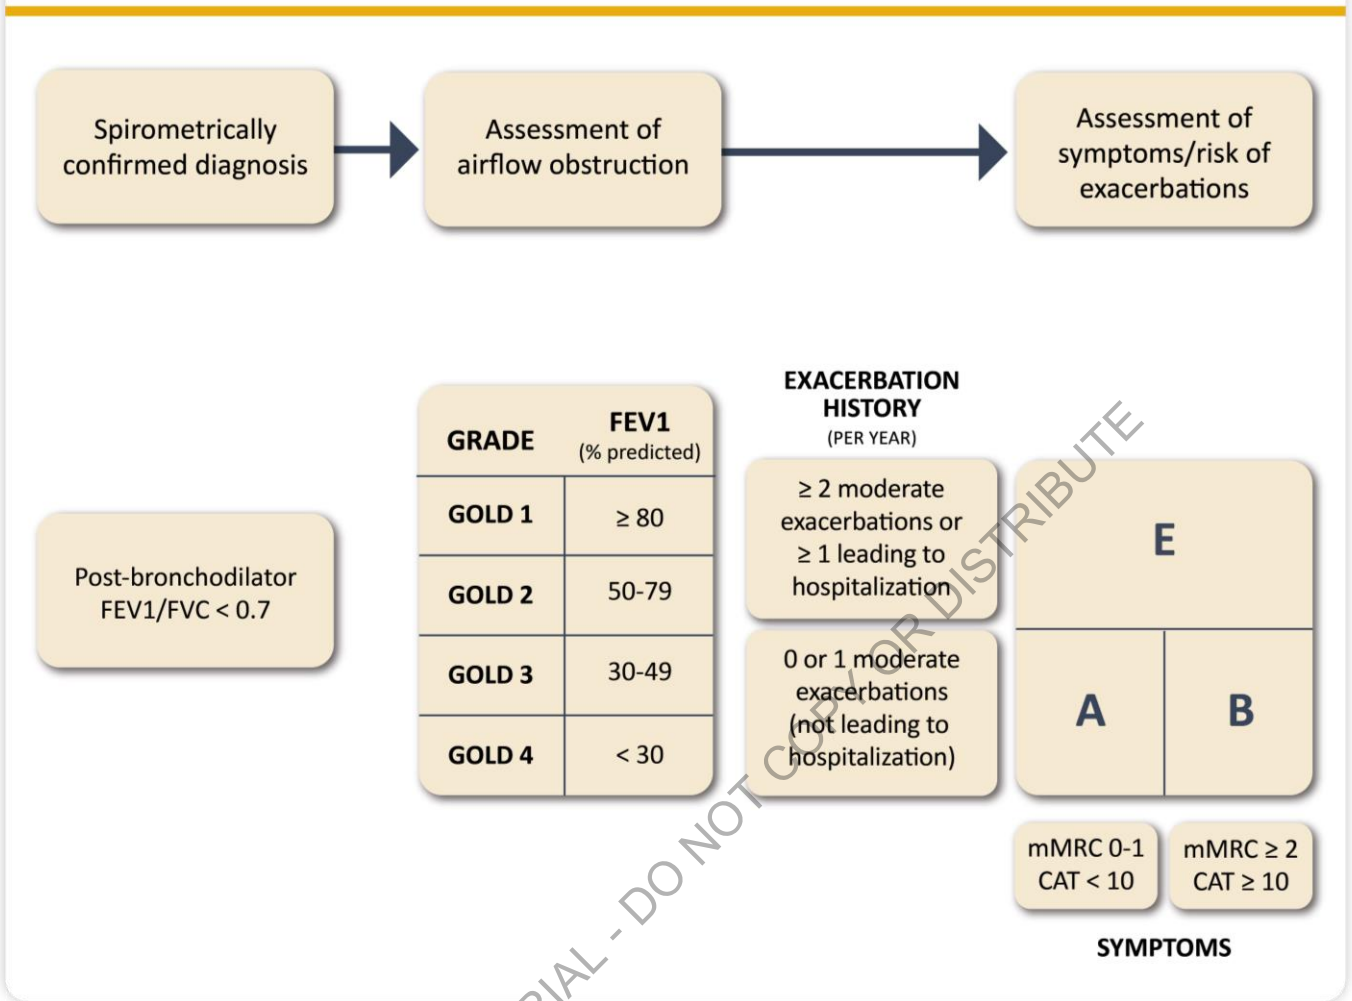 Spirometrically
confirmed diagnosis
Assessment of
airflow obstruction
Assessment of
symptoms/risk of
exacerbations
Post-bronchodilator
FEV1/FVC < 0.7
GRADE
FEV1
(% predicted)
GOLD 1
≥ 80
GOLD 2
50-79
GOLD 3
30-49
GOLD 4
< 30
EXACERBATION
HISTORY
(PER YEAR)
≥ 2 moderate
exacerbations or
≥ 1 leading to
hospitalization
0 or 1 moderate
exacerbations
(not leading to
hospitalization)
E
A
B
mMRC 0-1
CAT < 10
mMRC ≥ 2
CAT ≥ 10
SYMPTOMS
- DO NOT COPY OR DISTRIBUTE